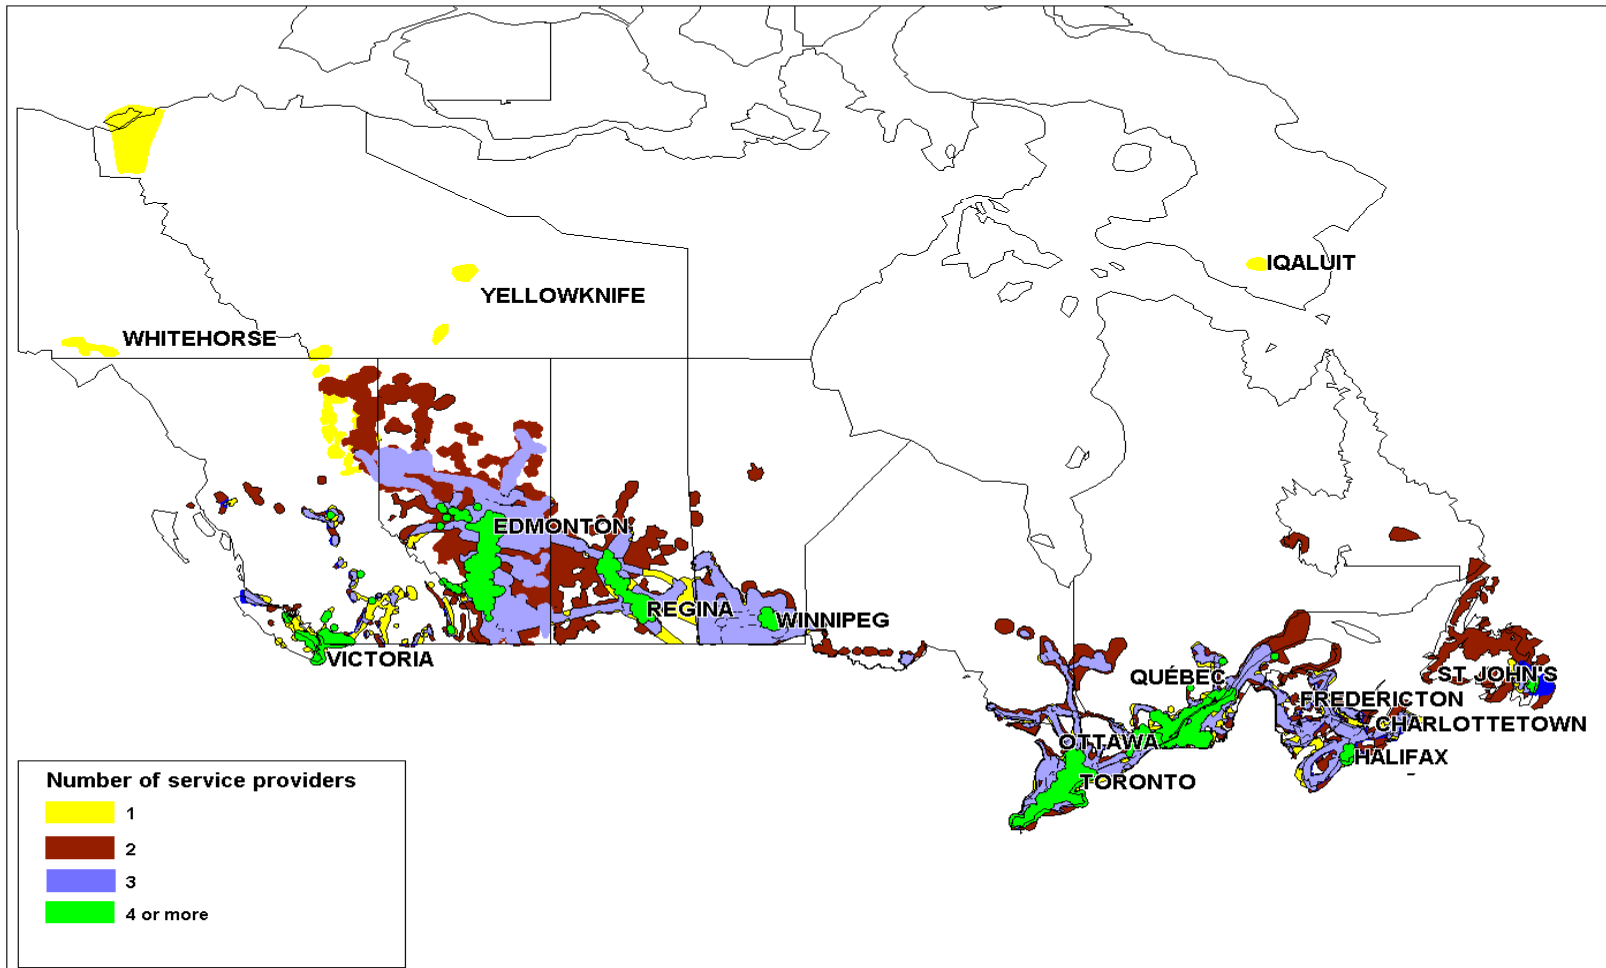 IQALUIT
YELLOWKNIFE
WHITEHORSE
EDMONTON
REGINA
WINNIPEG
VICTORIA
QUÉBEC
ST JOHN'S
FREDERICTON
CHARLOTTETOWN
OTTAWA
HALIFAX
TORONTO
Number of service providers
1
2
3
4 or more